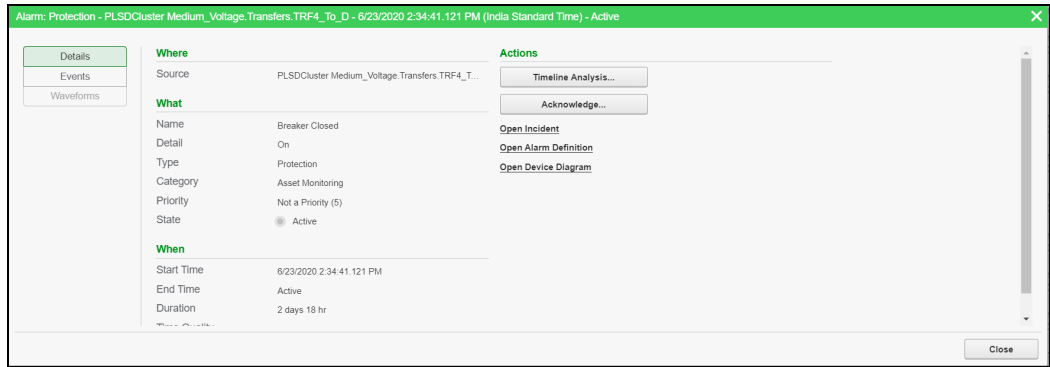 Alarm: Protection - PLSDCluster Medium_Voltage.Transfers.TRF4_To_D - 6/23/2020 2:34:41.121 PM (India Standard Time) - Active
Details
Events
Waveforms
Where
Source PLSDCluster Medium_Voltage.Transfers.TRF4_T...
What
Name Breaker Closed
Detail On
Type Protection
Category Asset Monitoring
Priority Not a Priority (5)
State Active
When
Start Time 6/23/2020 2:34:41.121 PM
End Time Active
Duration 2 days 18 hr
Time Quality
Actions
Timeline Analysis...
Acknowledge...
Open Incident
Open Alarm Definition
Open Device Diagram
Close